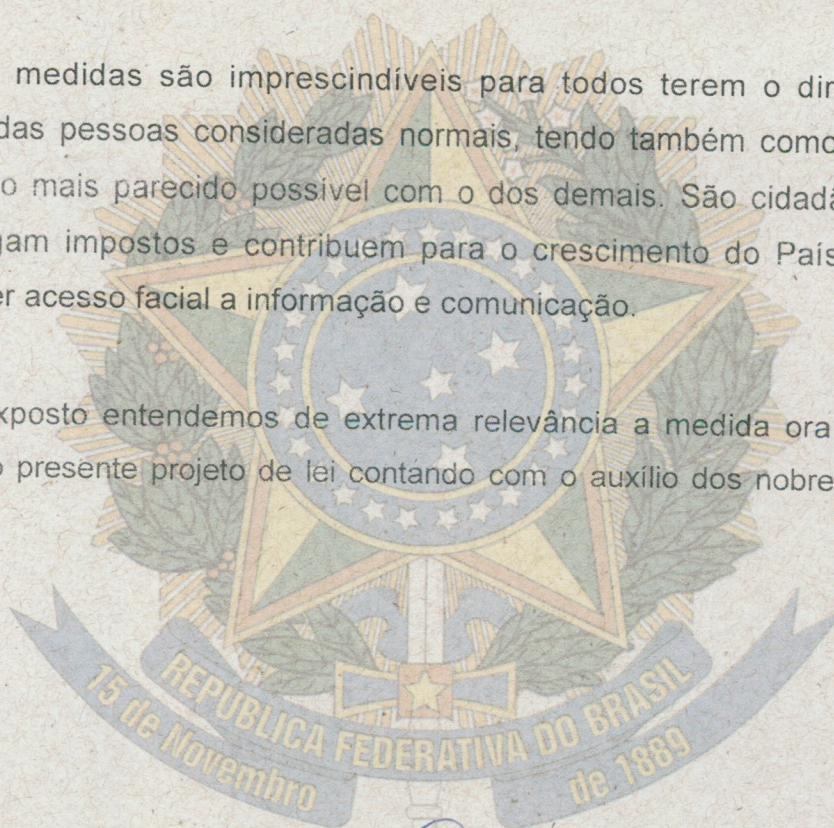 medidas são imprescindíveis para todos terem o dir
das pessoas consideradas normais, tendo também como
o mais parecido possível com o dos demais. São cidadã
gam impostos e contribuem para o crescimento do País
er acesso facial a informação e comunicação.
xposto entendemos de extrema relevância a medida ora
o presente projeto de lei contando com o auxílio dos nobre
REPÚBLICA FEDERATIVA DO BRASIL
15 de Novembro de 1889